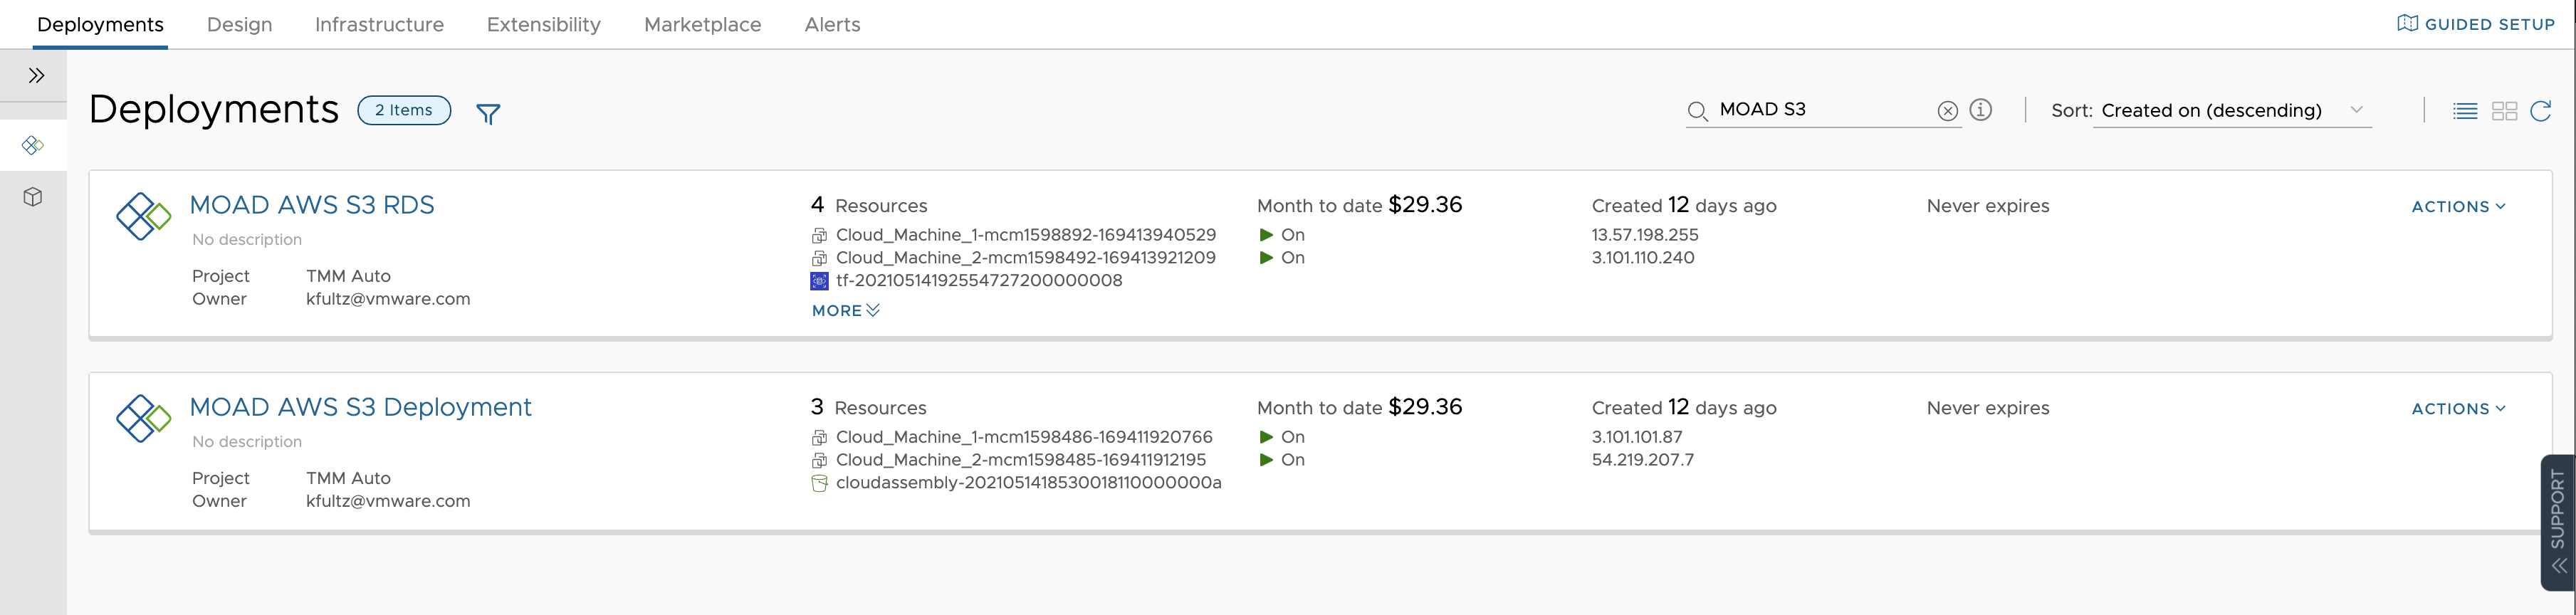 Deployments Design Infrastructure Extensibility Marketplace Alerts GUIDED SETUP
Deployments 2 Items MOAD S3 Sort: Created on (descending)
MOAD AWS S3 RDS 4 Resources Month to date $29.36 Created 12 days ago Never expires ACTIONS
No description Cloud_Machine_1-mcm1598892-169413940529 On 13.57.198.255
Cloud_Machine_2-mcm1598492-169413921209 On 3.101.110.240
Project TMM Auto tf-20210514192554727200000008
Owner kfultz@vmware.com
MORE
MOAD AWS S3 Deployment 3 Resources Month to date $29.36 Created 12 days ago Never expires ACTIONS
No description Cloud_Machine_1-mcm1598486-169411920766 On 3.101.101.87
Cloud_Machine_2-mcm1598485-169411912195 On 54.219.207.7
Project TMM Auto cloudassembly-2021051418530018110000000a
Owner kfultz@vmware.com
SUPPORT